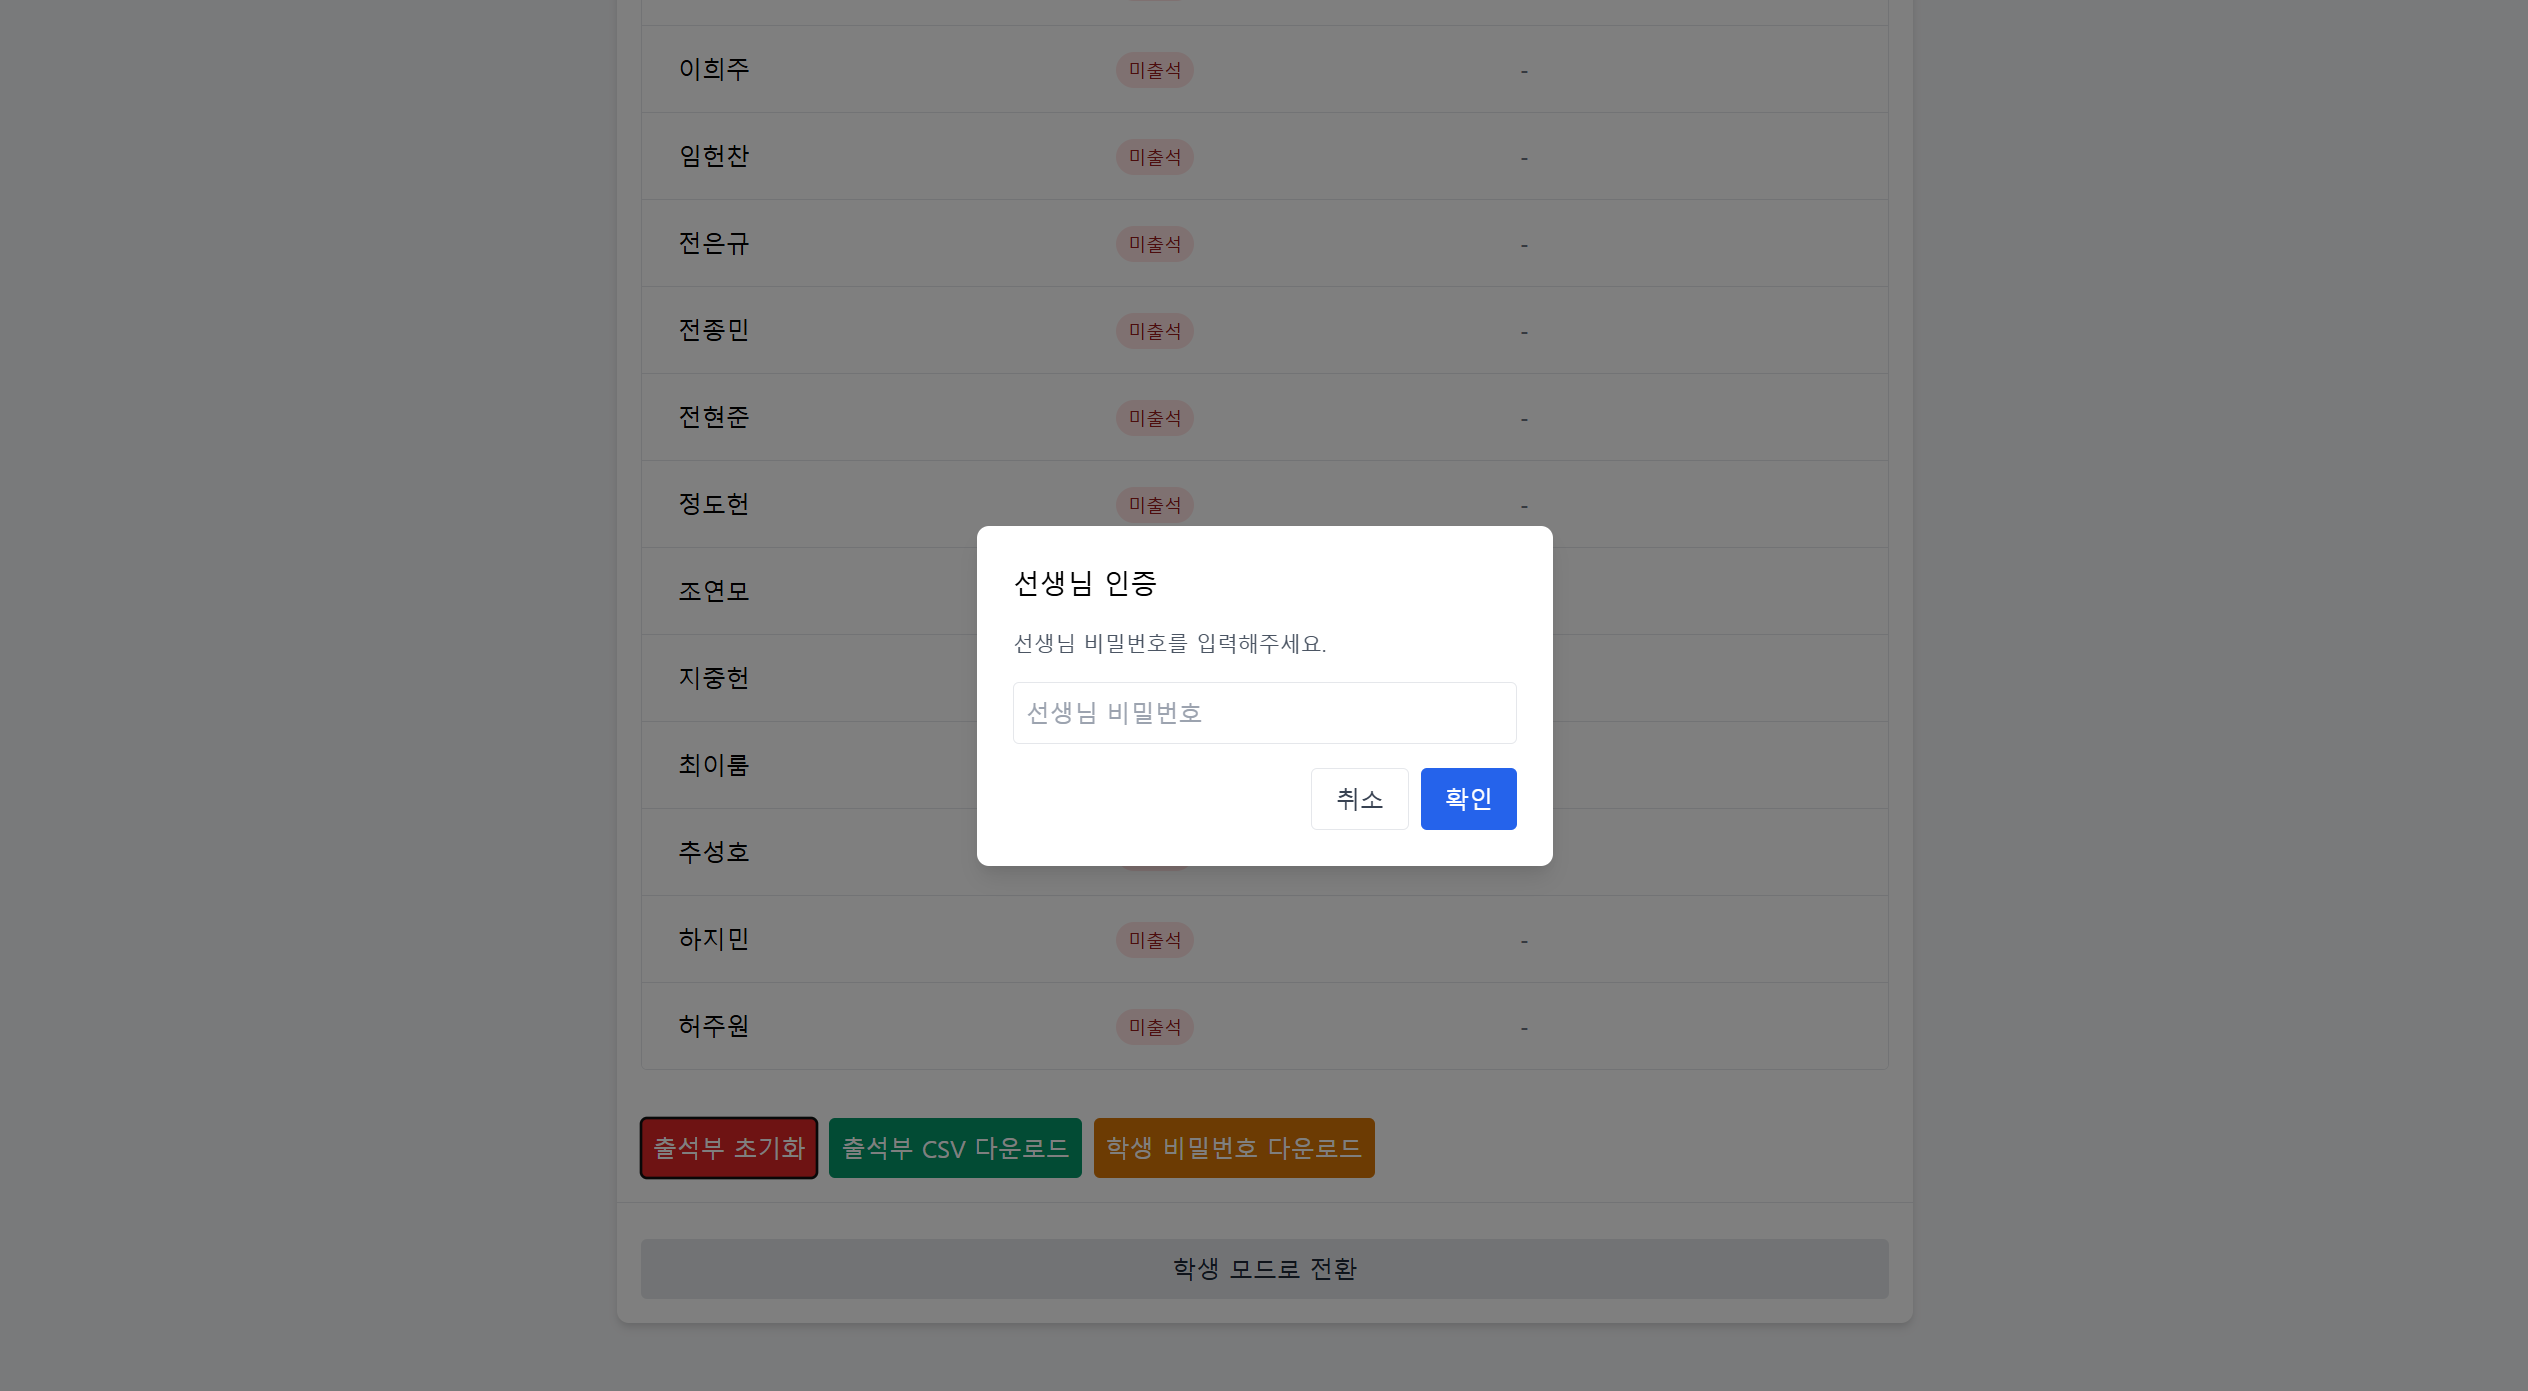 이희주 미출석 -
임헌찬 미출석 -
전은규 미출석 -
전종민 미출석 -
전현준 미출석 -
정도헌 미출석 -
조연모
지중헌
최이룸
추성호
하지민 미출석 -
허주원 미출석 -
선생님 인증
선생님 비밀번호를 입력해주세요.
선생님 비밀번호
취소 확인
출석부 초기화 출석부 CSV 다운로드 학생 비밀번호 다운로드
학생 모드로 전환